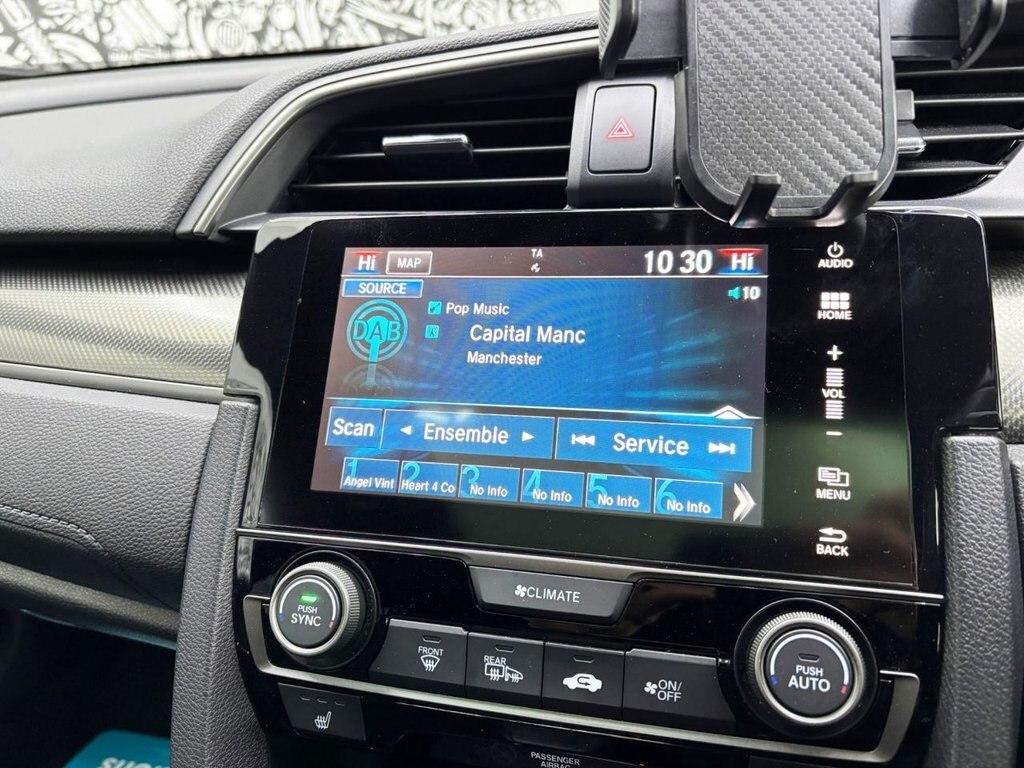 Hi MAP TA 10 30 Hi
SOURCE
10
DAB
Pop Music
Capital Manc
Manchester
Scan Ensemble Service
1 Angel Vint
2 Heart 4 Co
3 No Info
4 No Info
5 No Info
6 No Info
AUDIO
HOME
+
VOL
−
MENU
BACK
PUSH
SYNC
CLIMATE
FRONT
REAR
ON/
OFF
PUSH
AUTO
PASSENGER
AIRBAG